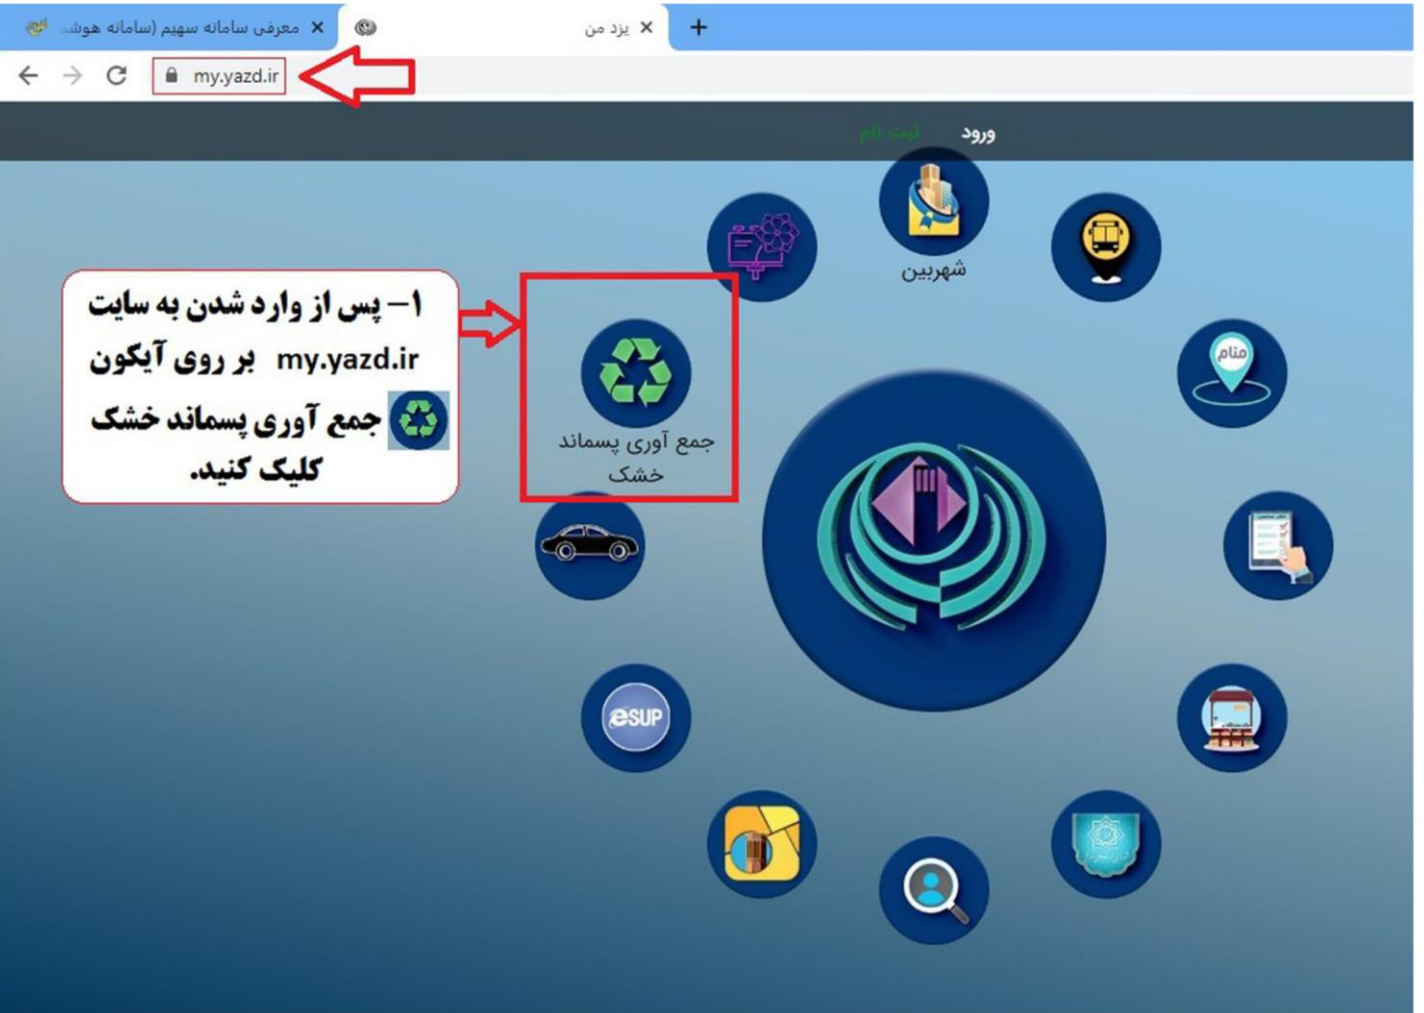 معرفی سامانه سهیم (سامانه هوشمـ
یزد من
my.yazd.ir
ورود
ثبت نام
شهربین
منام
۱– پس از وارد شدن به سایت
my.yazd.ir بر روی آیکون
جمع آوری پسماند خشک
کلیک کنید.
جمع آوری پسماند
خشک
eSUP